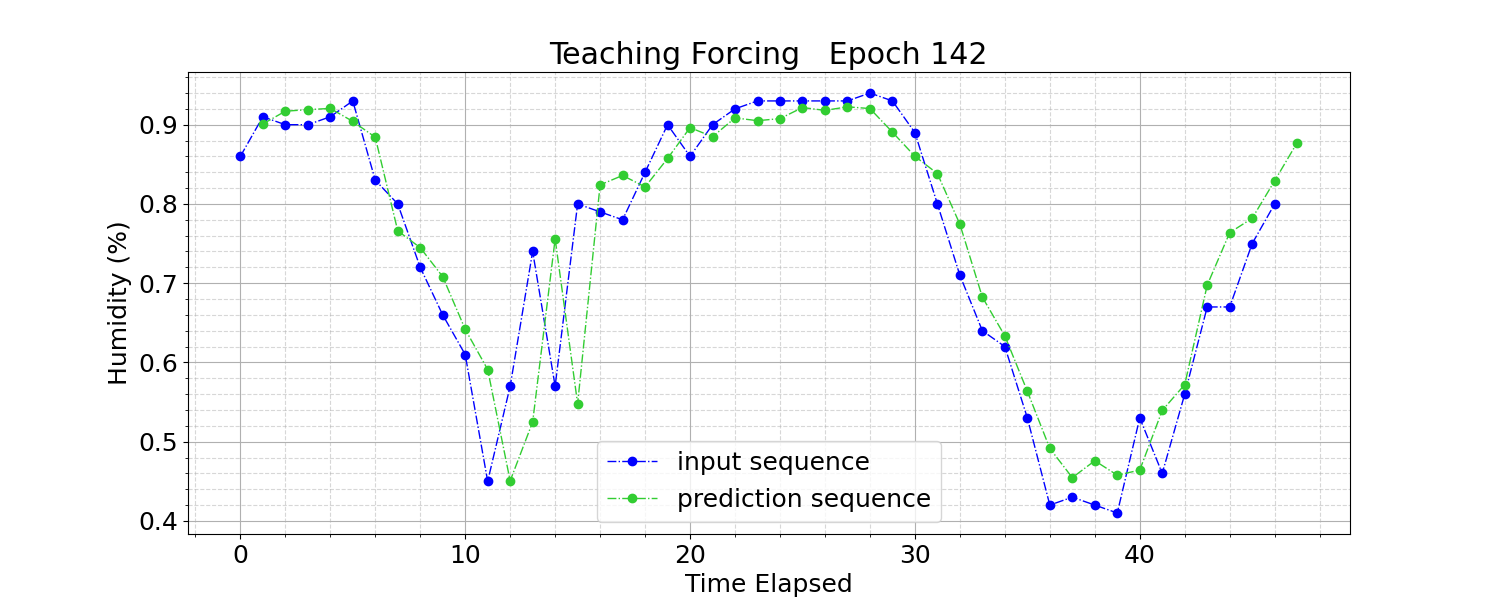 Teaching Forcing   Epoch 142
0.9
0.8
0.7
0.6
0.5
0.4
Humidity (%)
input sequence
prediction sequence
0 10 20 30 40
Time Elapsed